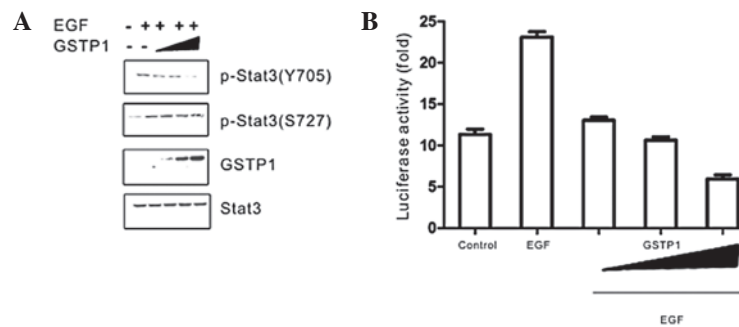 A
EGF - + + + +
GSTP1 - -
p-Stat3(Y705)
p-Stat3(S727)
GSTP1
Stat3
B
Luciferase activity (fold)
25
20
15
10
5
0
Control EGF GSTP1
EGF